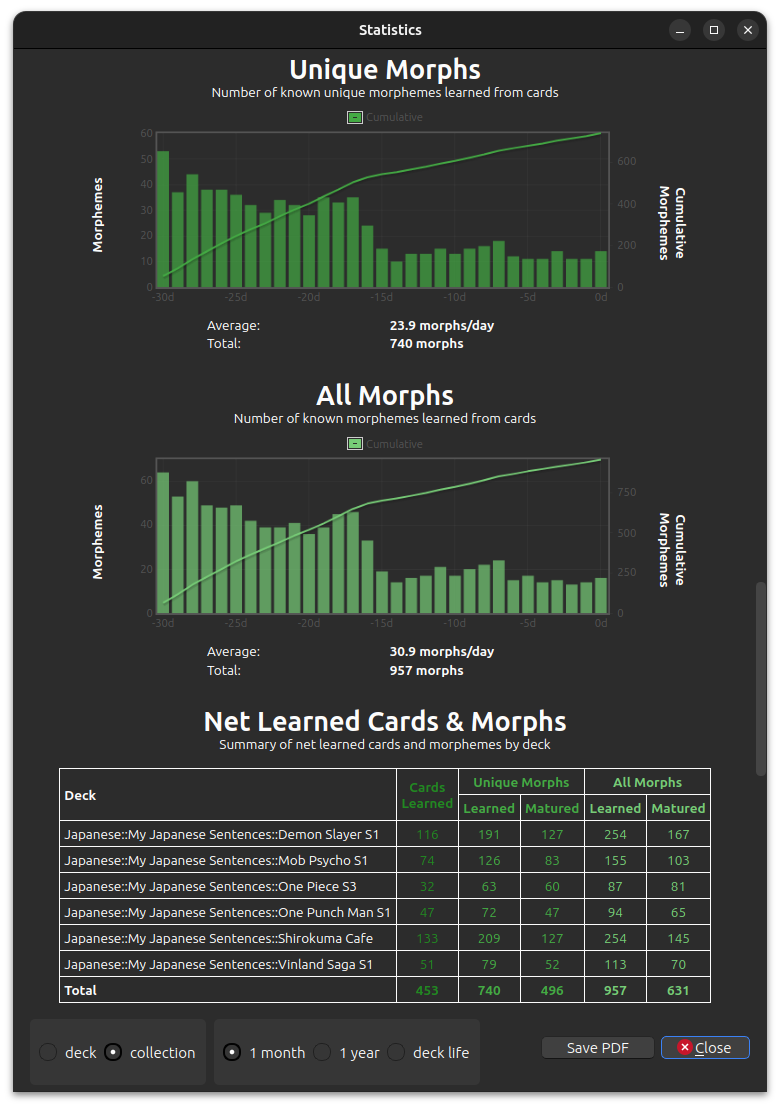 Statistics
Unique Morphs
Number of known unique morphemes learned from cards
Cumulative
60
50
40
30
20
10
0
Morphemes
600
400
200
0
Cumulative
Morphemes
-30d -25d -20d -15d -10d -5d 0d
Average: 23.9 morphs/day
Total: 740 morphs
All Morphs
Number of known morphemes learned from cards
Cumulative
60
40
20
0
Morphemes
750
500
250
0
Cumulative
Morphemes
-30d -25d -20d -15d -10d -5d 0d
Average: 30.9 morphs/day
Total: 957 morphs
Net Learned Cards & Morphs
Summary of net learned cards and morphemes by deck
Deck Cards Learned Unique Morphs All Morphs
Learned Matured Learned Matured
Japanese::My Japanese Sentences::Demon Slayer S1 116 191 127 254 167
Japanese::My Japanese Sentences::Mob Psycho S1 74 126 83 155 103
Japanese::My Japanese Sentences::One Piece S3 32 63 60 87 81
Japanese::My Japanese Sentences::One Punch Man S1 47 72 47 94 65
Japanese::My Japanese Sentences::Shirokuma Cafe 133 209 127 254 145
Japanese::My Japanese Sentences::Vinland Saga S1 51 79 52 113 70
Total 453 740 496 957 631
deck collection 1 month 1 year deck life Save PDF Close